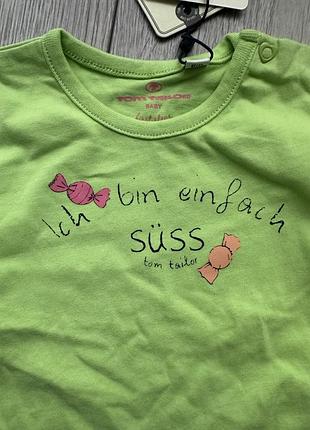 TOM TAILOR
BABY
Ich bin einfach
süss
tom tailor